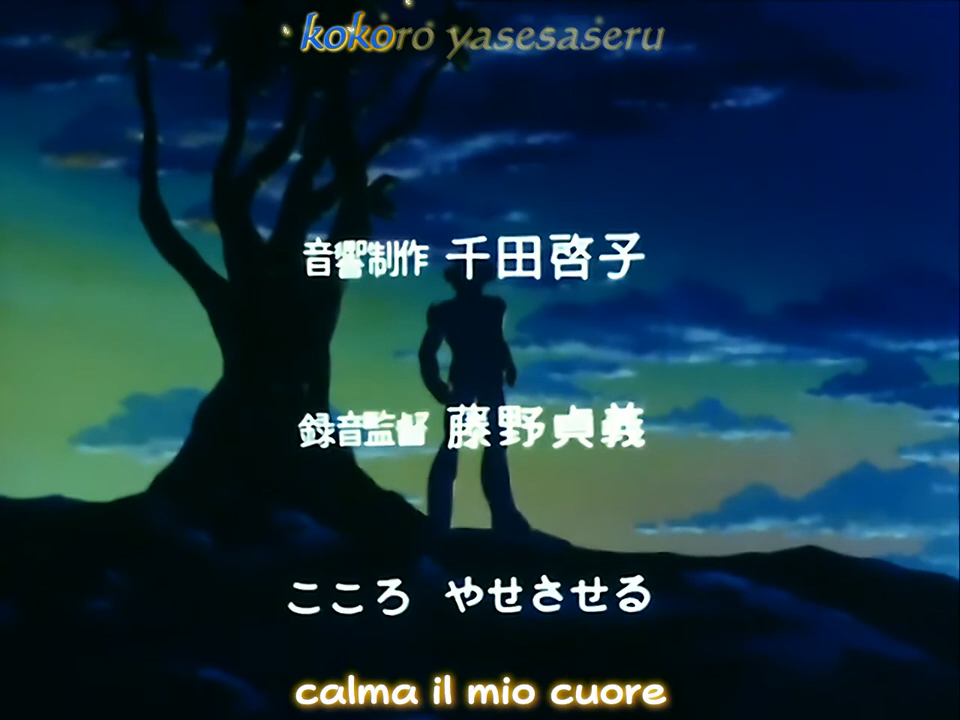 kokoro yasesaseru
音響制作 千田啓子
録音監督 藤野貞義
こころ やせさせる
calma il mio cuore